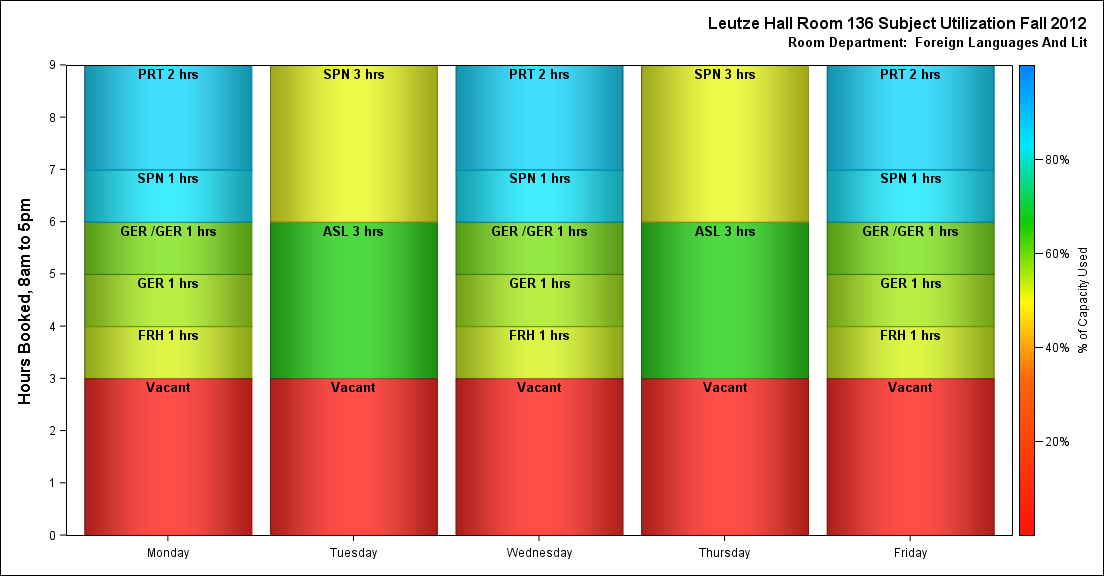 Leutze Hall Room 136 Subject Utilization Fall 2012
Room Department:  Foreign Languages And Lit
Hours Booked, 8am to 5pm
9
8
7
6
5
4
3
2
1
0
PRT 2 hrs
SPN 1 hrs
GER /GER 1 hrs
GER 1 hrs
FRH 1 hrs
Vacant
Monday
SPN 3 hrs
ASL 3 hrs
Vacant
Tuesday
PRT 2 hrs
SPN 1 hrs
GER /GER 1 hrs
GER 1 hrs
FRH 1 hrs
Vacant
Wednesday
SPN 3 hrs
ASL 3 hrs
Vacant
Thursday
PRT 2 hrs
SPN 1 hrs
GER /GER 1 hrs
GER 1 hrs
FRH 1 hrs
Vacant
Friday
80%
60%
40%
20%
% of Capacity Used